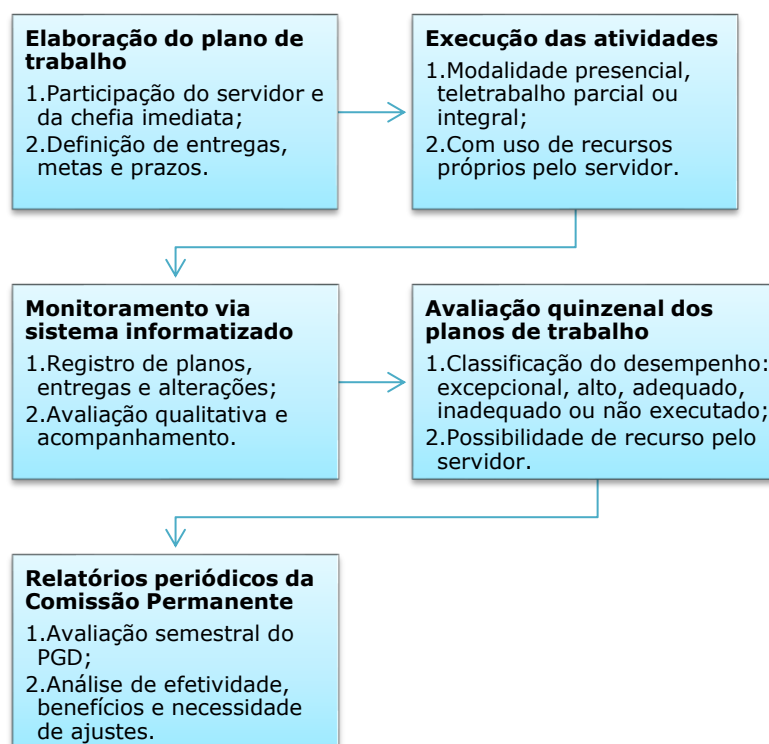 Elaboração do plano de
trabalho
1.Participação do servidor e
da chefia imediata;
2.Definição de entregas,
metas e prazos.
Execução das atividades
1.Modalidade presencial,
teletrabalho parcial ou
integral;
2.Com uso de recursos
próprios pelo servidor.
Monitoramento via
sistema informatizado
1.Registro de planos,
entregas e alterações;
2.Avaliação qualitativa e
acompanhamento.
Avaliação quinzenal dos
planos de trabalho
1.Classificação do desempenho:
excepcional, alto, adequado,
inadequado ou não executado;
2.Possibilidade de recurso pelo
servidor.
Relatórios periódicos da
Comissão Permanente
1.Avaliação semestral do
PGD;
2.Análise de efetividade,
benefícios e necessidade
de ajustes.